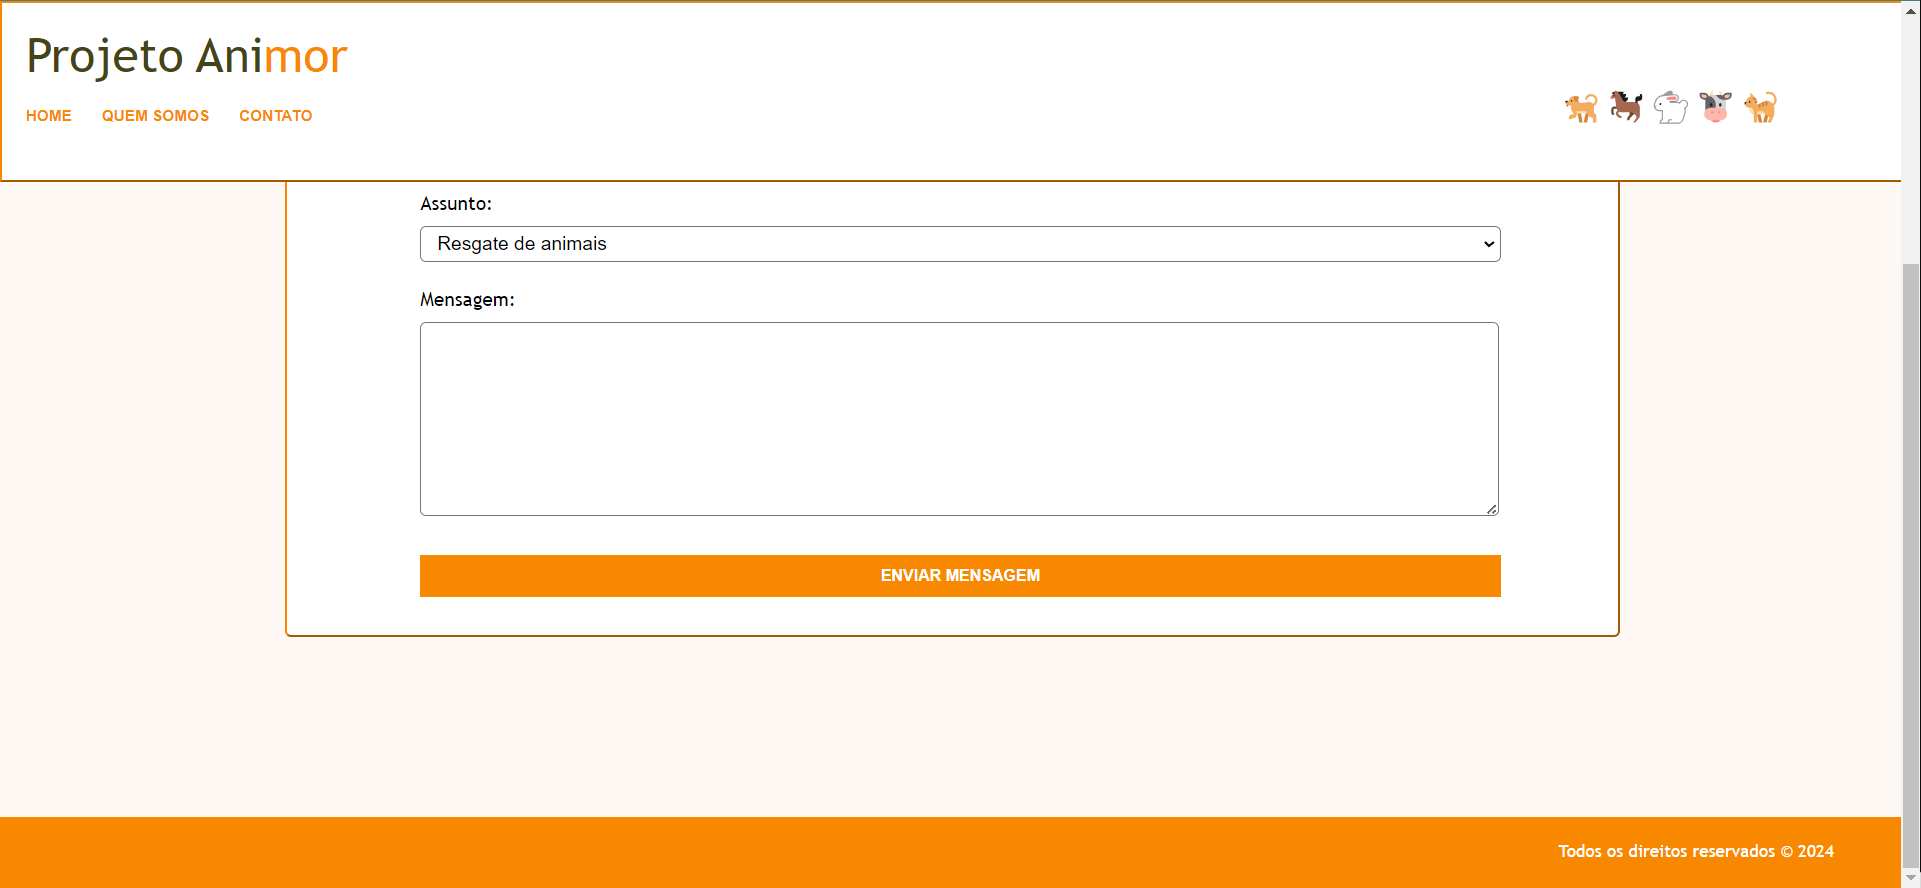 Projeto Animor
HOME QUEM SOMOS CONTATO
Assunto:
Resgate de animais
Mensagem:
ENVIAR MENSAGEM
Todos os direitos reservados © 2024